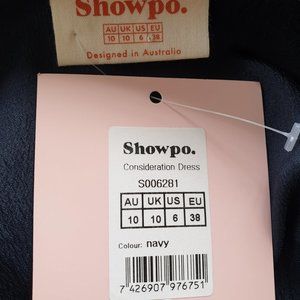 Showpo.
AU UK US EU
10 10 6 38
Designed in Australia
Showpo.
Consideration Dress
S006281
AU UK US EU
10 10 6 38
Colour: navy
7 426907 976751